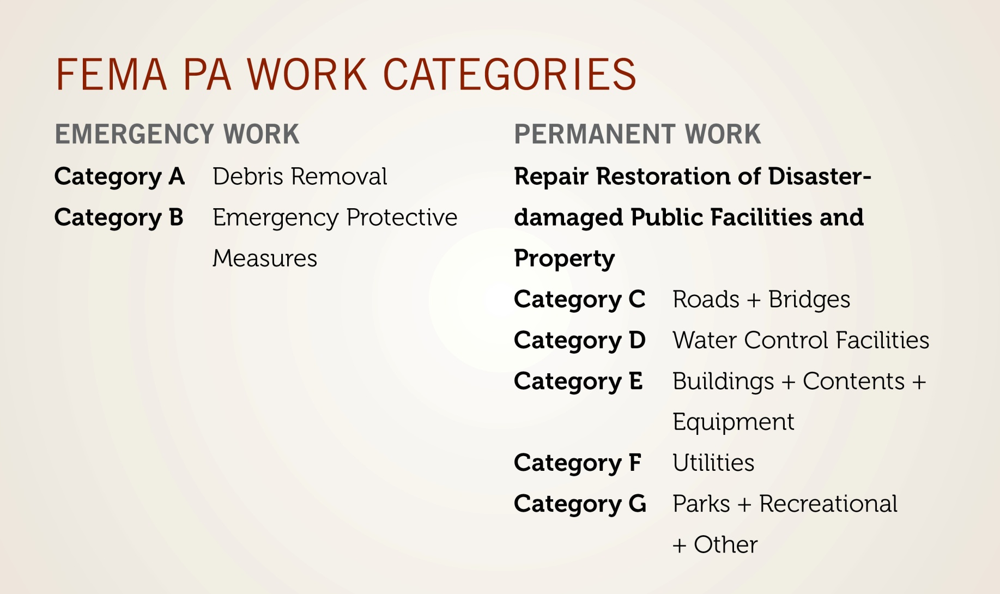 FEMA PA WORK CATEGORIES
EMERGENCY WORK
Category A Debris Removal
Category B Emergency Protective
Measures
PERMANENT WORK
Repair Restoration of Disaster-
damaged Public Facilities and
Property
Category C Roads + Bridges
Category D Water Control Facilities
Category E Buildings + Contents +
Equipment
Category F Utilities
Category G Parks + Recreational
+ Other